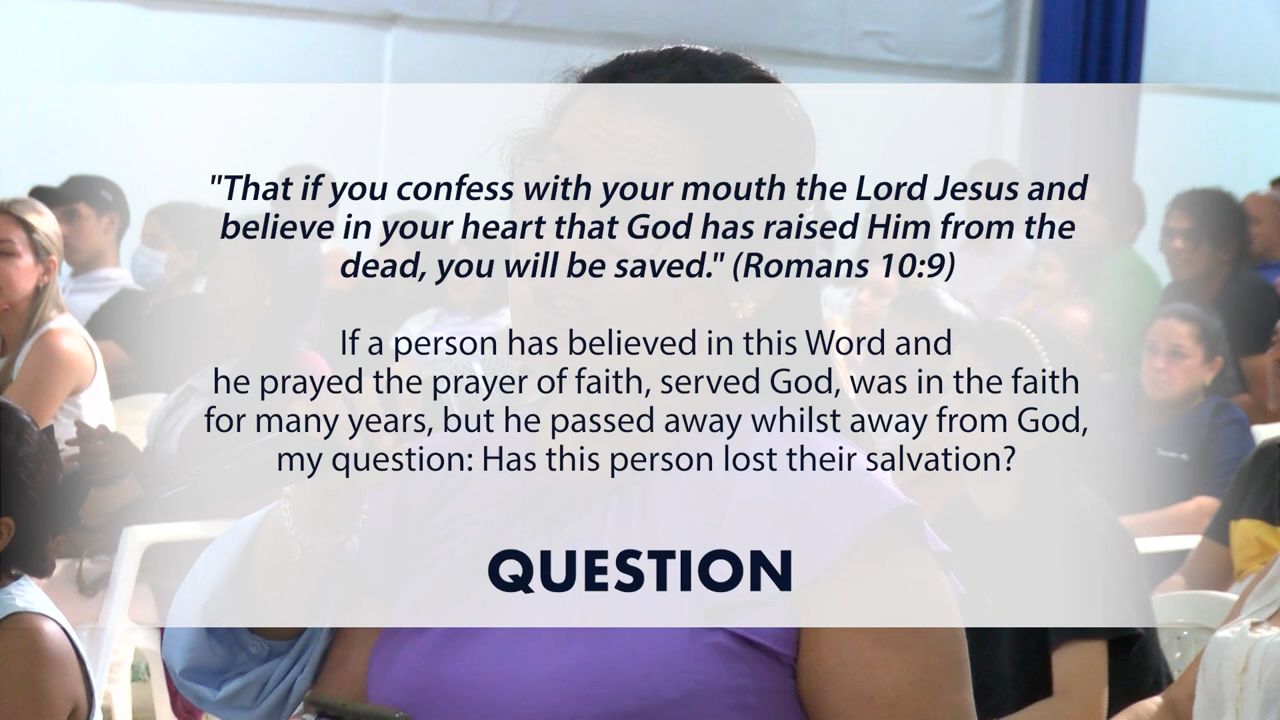 "That if you confess with your mouth the Lord Jesus and
believe in your heart that God has raised Him from the
dead, you will be saved." (Romans 10:9)
If a person has believed in this Word and
he prayed the prayer of faith, served God, was in the faith
for many years, but he passed away whilst away from God,
my question: Has this person lost their salvation?
QUESTION